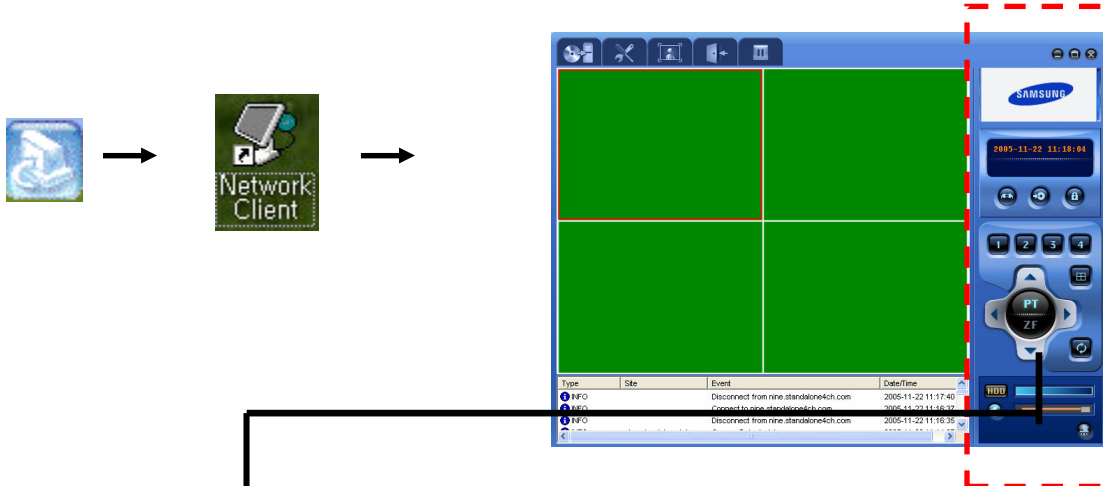 Network
Client
SAMSUNG
2005-11-22 11:18:04
1 2 3 4
PT
ZF
HDD
Type Site Event Date/Time
INFO Disconnect from nine.standalone4ch.com 2005-11-22 11:17:40
INFO Connect to nine.standalone4ch.com 2005-11-22 11:16:37
INFO Disconnect from nine.standalone4ch.com 2005-11-22 11:16:35